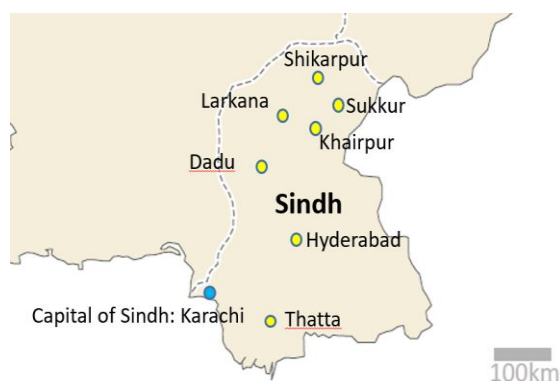 Shikarpur
Larkana
Sukkur
Khairpur
Dadu
Sindh
Hyderabad
Capital of Sindh: Karachi
Thatta
100km